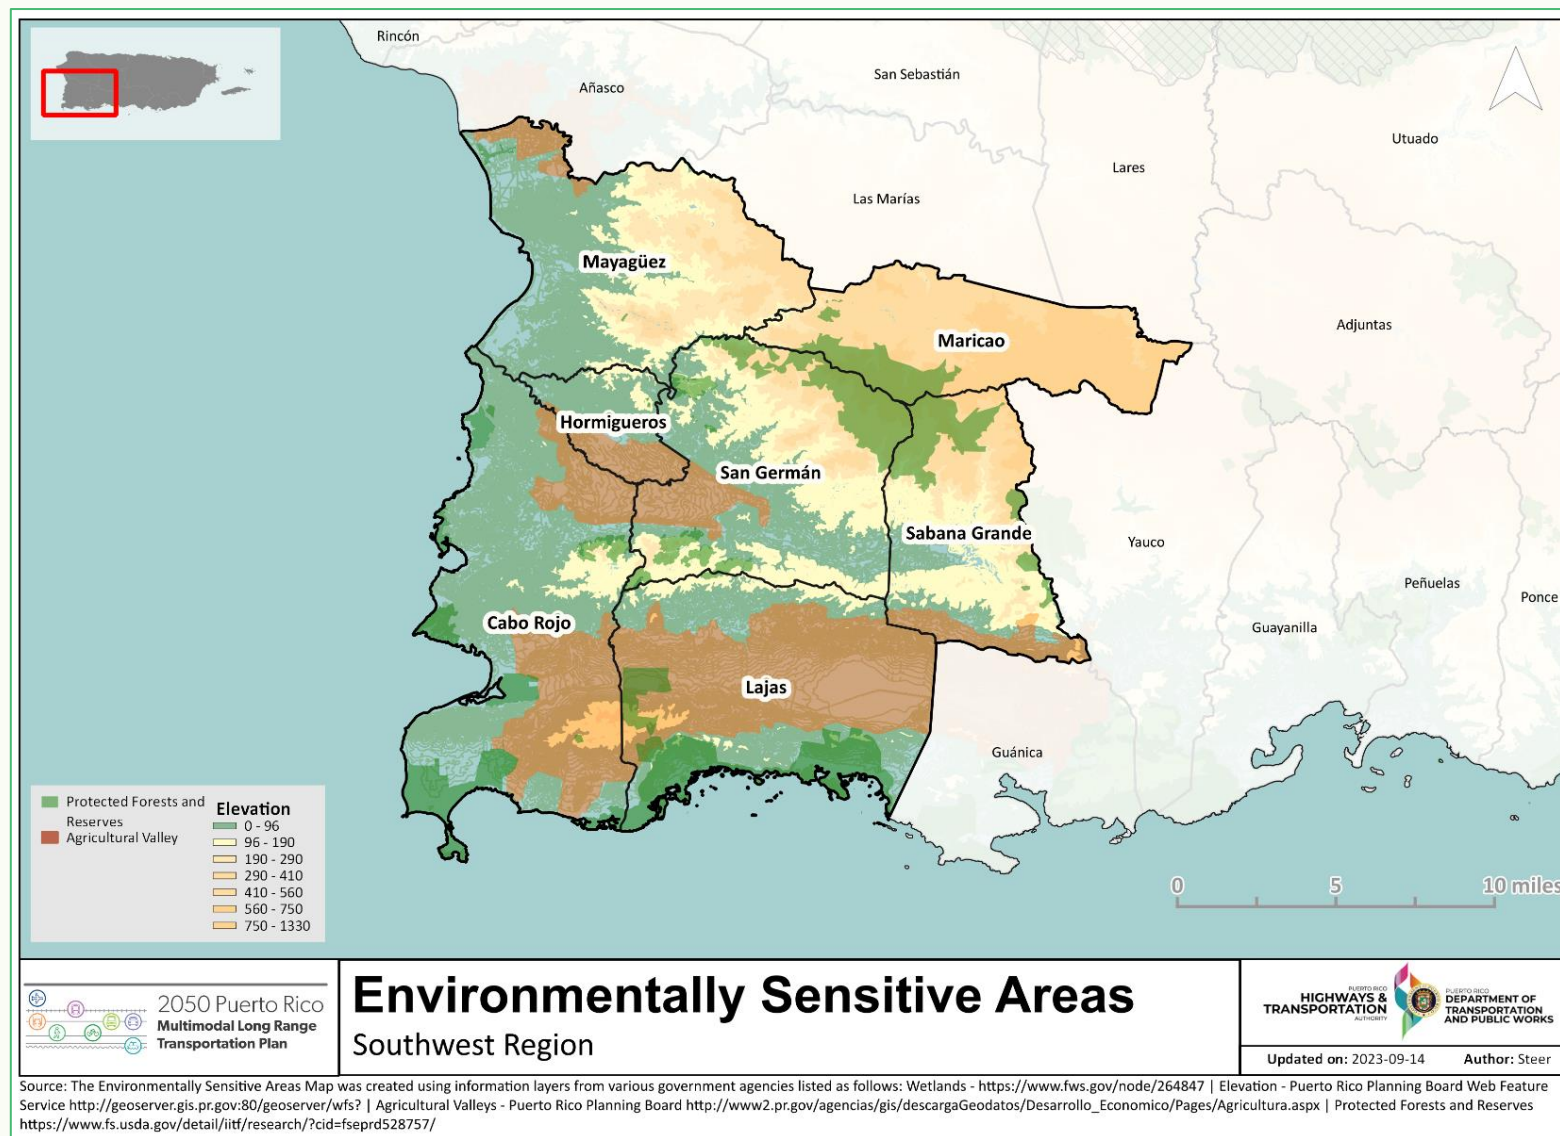 Rincón
Añasco
San Sebastián
Utuado
Lares
Las Marías
Mayagüez
Adjuntas
Maricao
Hormigueros
San Germán
Sabana Grande
Yauco
Peñuelas
Ponce
Cabo Rojo
Guayanilla
Lajas
Guánica
Protected Forests and
Reserves
Agricultural Valley
Elevation
0 - 96
96 - 190
190 - 290
290 - 410
410 - 560
560 - 750
750 - 1330
0 5 10 miles
2050 Puerto Rico
Multimodal Long Range
Transportation Plan
Environmentally Sensitive Areas
Southwest Region
PUERTO RICO
HIGHWAYS &
TRANSPORTATION
AUTHORITY
PUERTO RICO
DEPARTMENT OF
TRANSPORTATION
AND PUBLIC WORKS
Updated on: 2023-09-14 Author: Steer
Source: The Environmentally Sensitive Areas Map was created using information layers from various government agencies listed as follows: Wetlands - https://www.fws.gov/node/264847 | Elevation - Puerto Rico Planning Board Web Feature
Service http://geoserver.gis.pr.gov:80/geoserver/wfs? | Agricultural Valleys - Puerto Rico Planning Board http://www2.pr.gov/agencias/gis/descargaGeodatos/Desarrollo_Economico/Pages/Agricultura.aspx | Protected Forests and Reserves
https://www.fs.usda.gov/detail/iitf/research/?cid=fseprd528757/